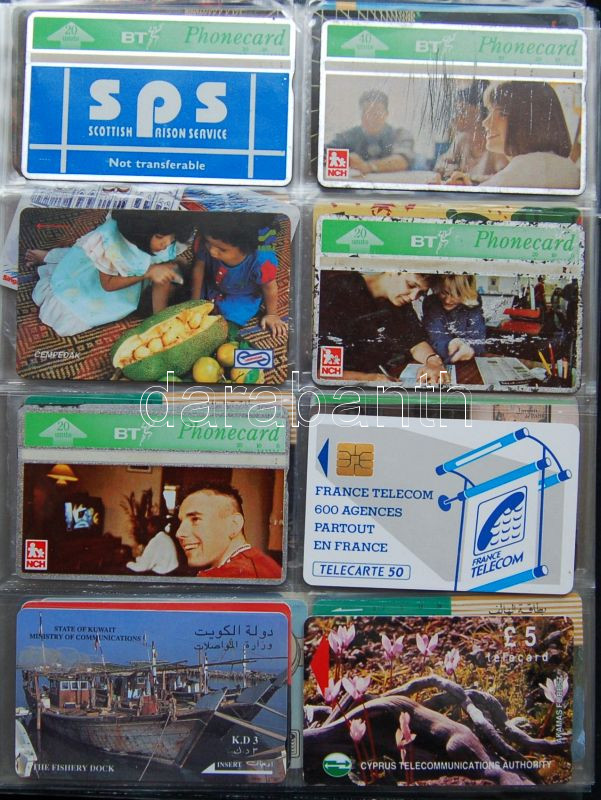 20 units BT Phonecard
SPS
SCOTTISH PRISON SERVICE
Not transferable
40 BT Phonecard
NCH
CEMPEDAK
20 units BT Phonecard
NCH
darabanth
20 units BT Phonecard
NCH
FRANCE TELECOM
600 AGENCES
PARTOUT
EN FRANCE
TELECARTE 50
FRANCE
TELECOM
STATE OF KUWAIT
MINISTRY OF COMMUNICATIONS
دولة الكويت
وزارة المواصلات
K.D 3
٣ د.ك
THE FISHERY DOCK
INSERT ادخال
£5
telecard
CYPRUS TELECOMMUNICATIONS AUTHORITY